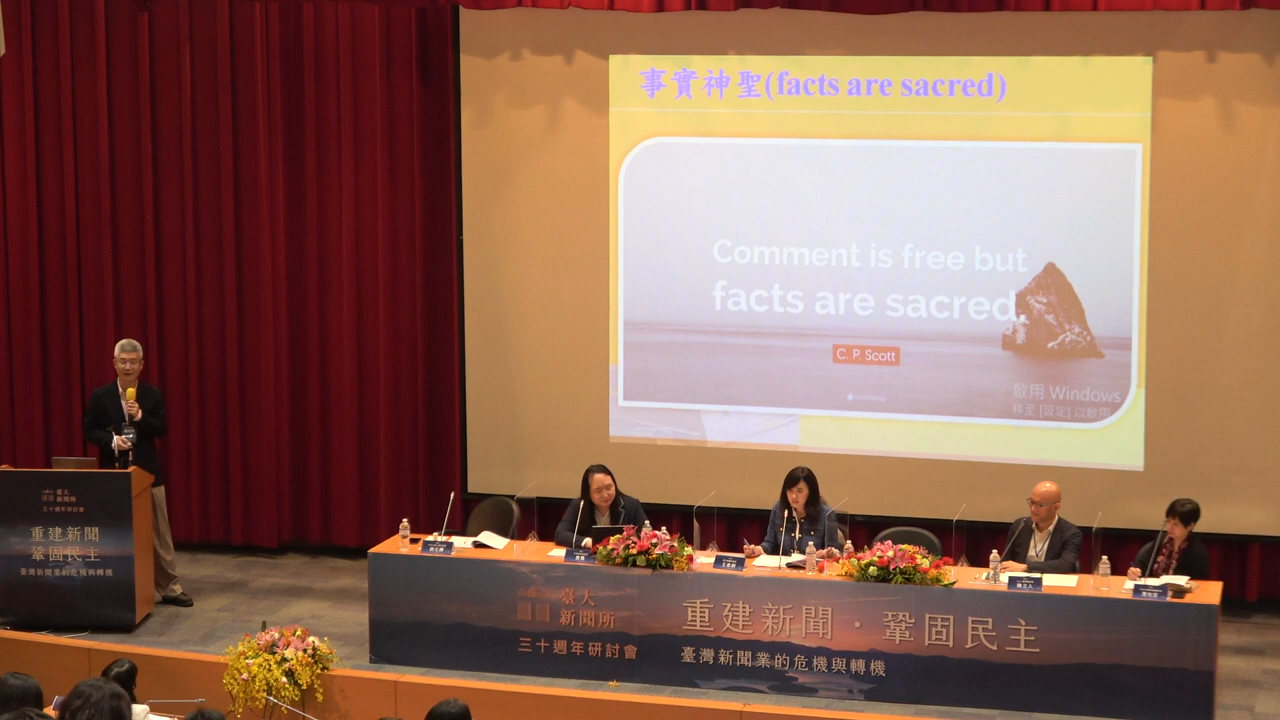 事實神聖(facts are sacred)
Comment is free but
facts are sacred.
C. P. Scott
啟用 Windows
移至 [設定] 以啟用
臺大
新聞所
三十週年研討會
重建新聞
鞏固民主
臺灣新聞業的危機與轉機
臺大
新聞所
三十週年研討會
重建新聞・鞏固民主
臺灣新聞業的危機與轉機